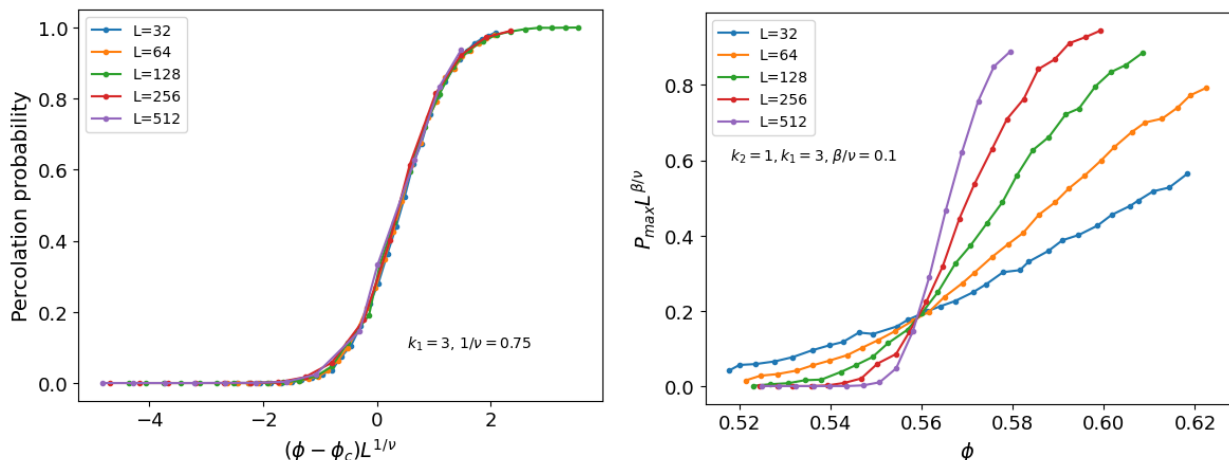 L=32
L=64
L=128
L=256
L=512
1.0
0.8
0.6
0.4
0.2
0.0
Percolation probability
k₁ = 3, 1/ν = 0.75
−4
−2
0
2
(ϕ − ϕ_c)L^{1/ν}
L=32
L=64
L=128
L=256
L=512
0.8
0.6
0.4
0.2
0.0
P_{max}L^{β/ν}
k₂ = 1, k₁ = 3, β/ν = 0.1
0.52
0.54
0.56
0.58
0.60
0.62
ϕ